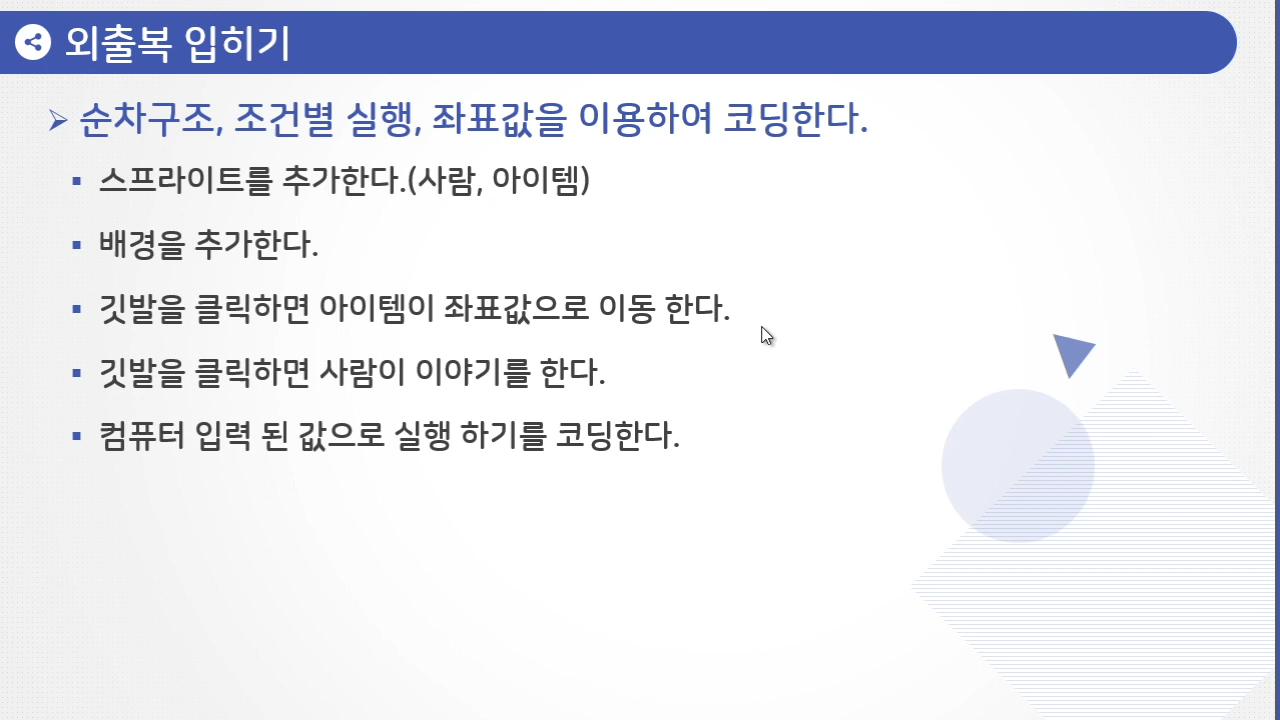 외출복 입히기
순차구조, 조건별 실행, 좌표값을 이용하여 코딩한다.
스프라이트를 추가한다.(사람, 아이템)
배경을 추가한다.
깃발을 클릭하면 아이템이 좌표값으로 이동 한다.
깃발을 클릭하면 사람이 이야기를 한다.
컴퓨터 입력 된 값으로 실행 하기를 코딩한다.